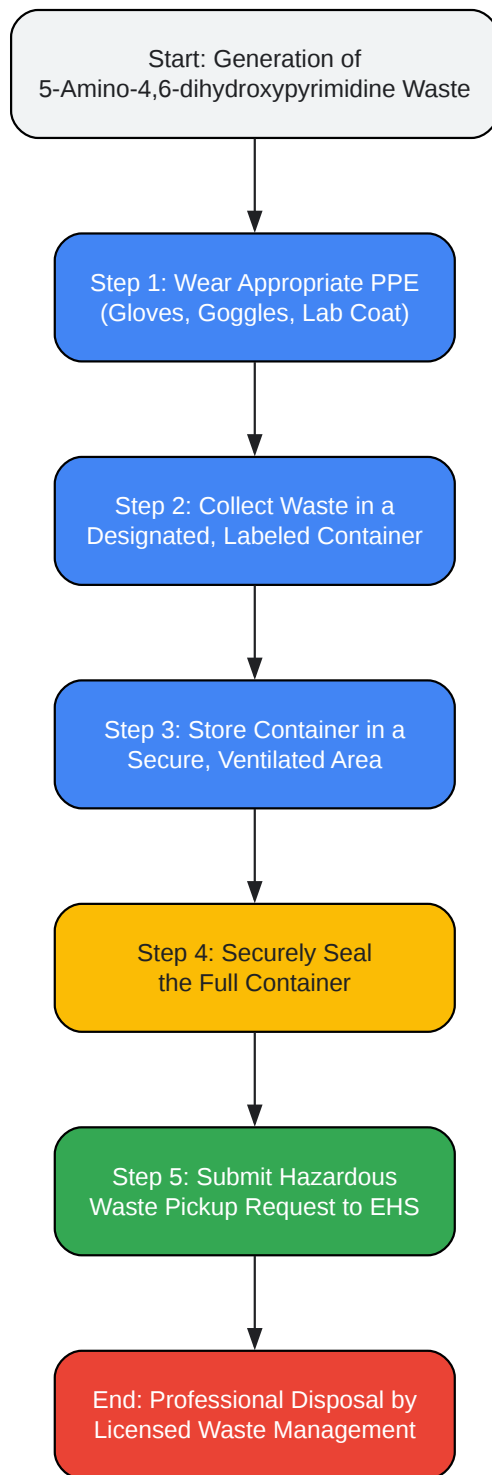 Start: Generation of
5-Amino-4,6-dihydroxypyrimidine Waste
Step 1: Wear Appropriate PPE
(Gloves, Goggles, Lab Coat)
Step 2: Collect Waste in a
Designated, Labeled Container
Step 3: Store Container in a
Secure, Ventilated Area
Step 4: Securely Seal
the Full Container
Step 5: Submit Hazardous
Waste Pickup Request to EHS
End: Professional Disposal by
Licensed Waste Management